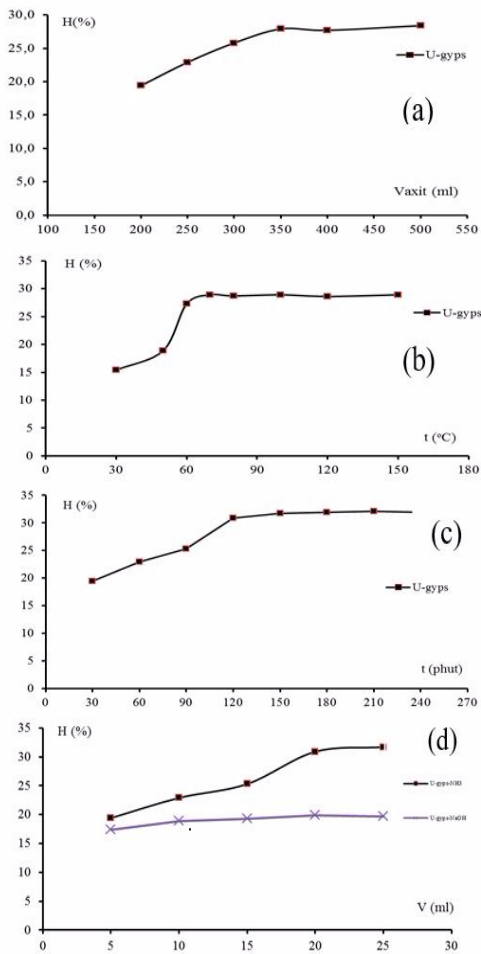 H(%)
30,0
25,0
20,0
15,0
10,0
5,0
0,0
U-gyps
(a)
Vaxit (ml)
100 150 200 250 300 350 400 450 500 550
H (%)
35
30
25
20
15
10
5
0
U-gyps
(b)
t (°C)
0 30 60 90 120 150 180
H (%)
35
30
25
20
15
10
5
0
(c)
U-gyps
t (phut)
0 30 60 90 120 150 180 210 240 270
H (%)
35
30
25
20
15
10
5
0
(d)
U-gyps-NH3
U-gyps-NaOH
V (ml)
0 5 10 15 20 25 30